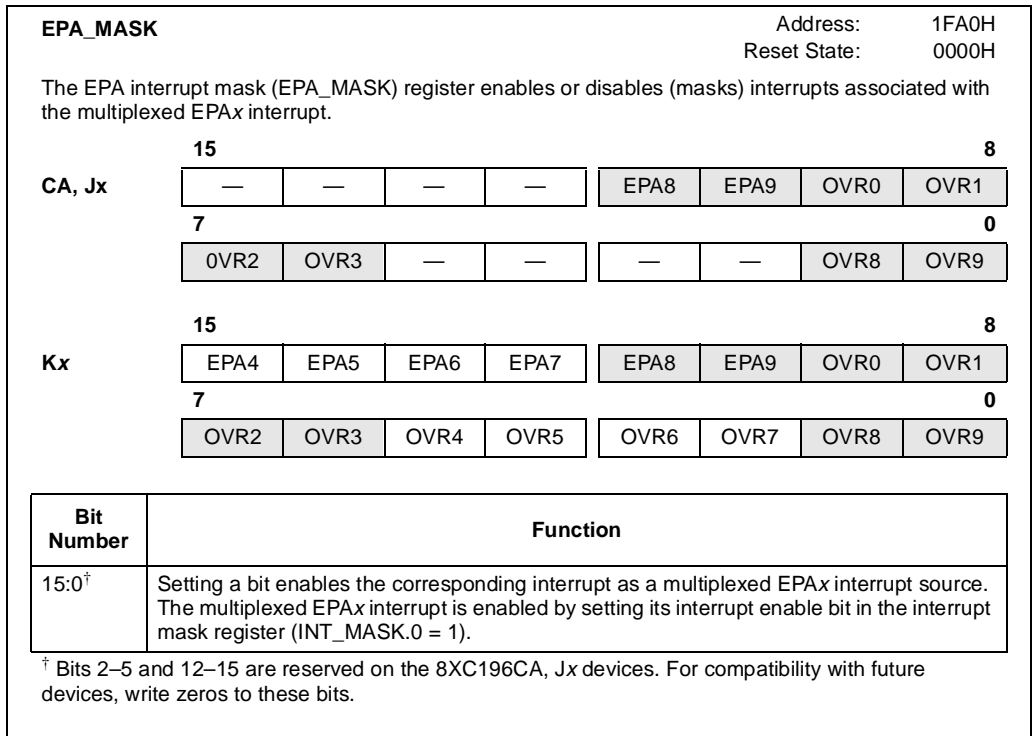 EPA_MASK Address: 1FA0H
Reset State: 0000H
The EPA interrupt mask (EPA_MASK) register enables or disables (masks) interrupts associated with
the multiplexed EPAx interrupt.
15 8
CA, Jx — — — — EPA8 EPA9 OVR0 OVR1
7 0
0VR2 OVR3 — — — — OVR8 OVR9
15 8
Kx EPA4 EPA5 EPA6 EPA7 EPA8 EPA9 OVR0 OVR1
7 0
OVR2 OVR3 OVR4 OVR5 OVR6 OVR7 OVR8 OVR9
Bit
Number
Function
15:0† Setting a bit enables the corresponding interrupt as a multiplexed EPAx interrupt source.
The multiplexed EPAx interrupt is enabled by setting its interrupt enable bit in the interrupt
mask register (INT_MASK.0 = 1).
† Bits 2–5 and 12–15 are reserved on the 8XC196CA, Jx devices. For compatibility with future
devices, write zeros to these bits.